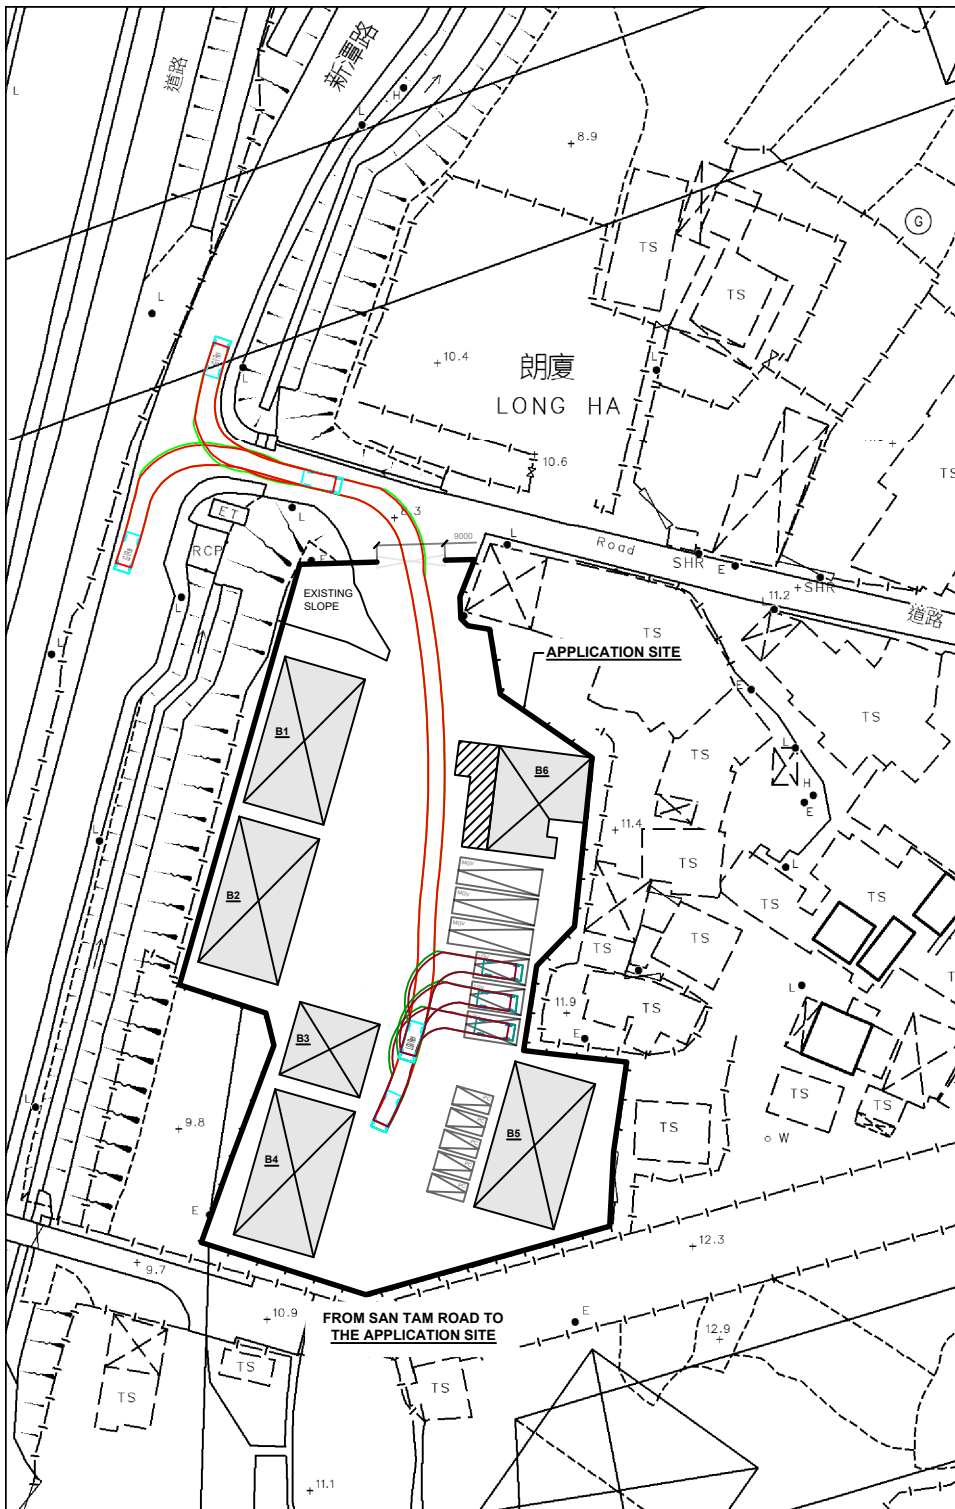 新潭路
道路
L
H
L
8.9
G
TS
TS
L
L
10.4
朗廈
LONG HA
L
L
10.6
TS
ET
L
8.3
9000
Road
L
SHR
E
SHR
RCP
E
EXISTING
SLOPE
11.2
道路
L
L
TS
APPLICATION SITE
E
TS
B1
TS
L
B6
H
E
11.4
L
MGV
TS
L
B2
MGV
TS
TS
MGV
TS
TS
TS
L
11.9
TS
B3
E
L
TS
TS
9.8
B4
B5
TS
W
E
12.3
9.7
10.9
FROM SAN TAM ROAD TO
THE APPLICATION SITE
E
12.9
TS
TS
TS
11.1